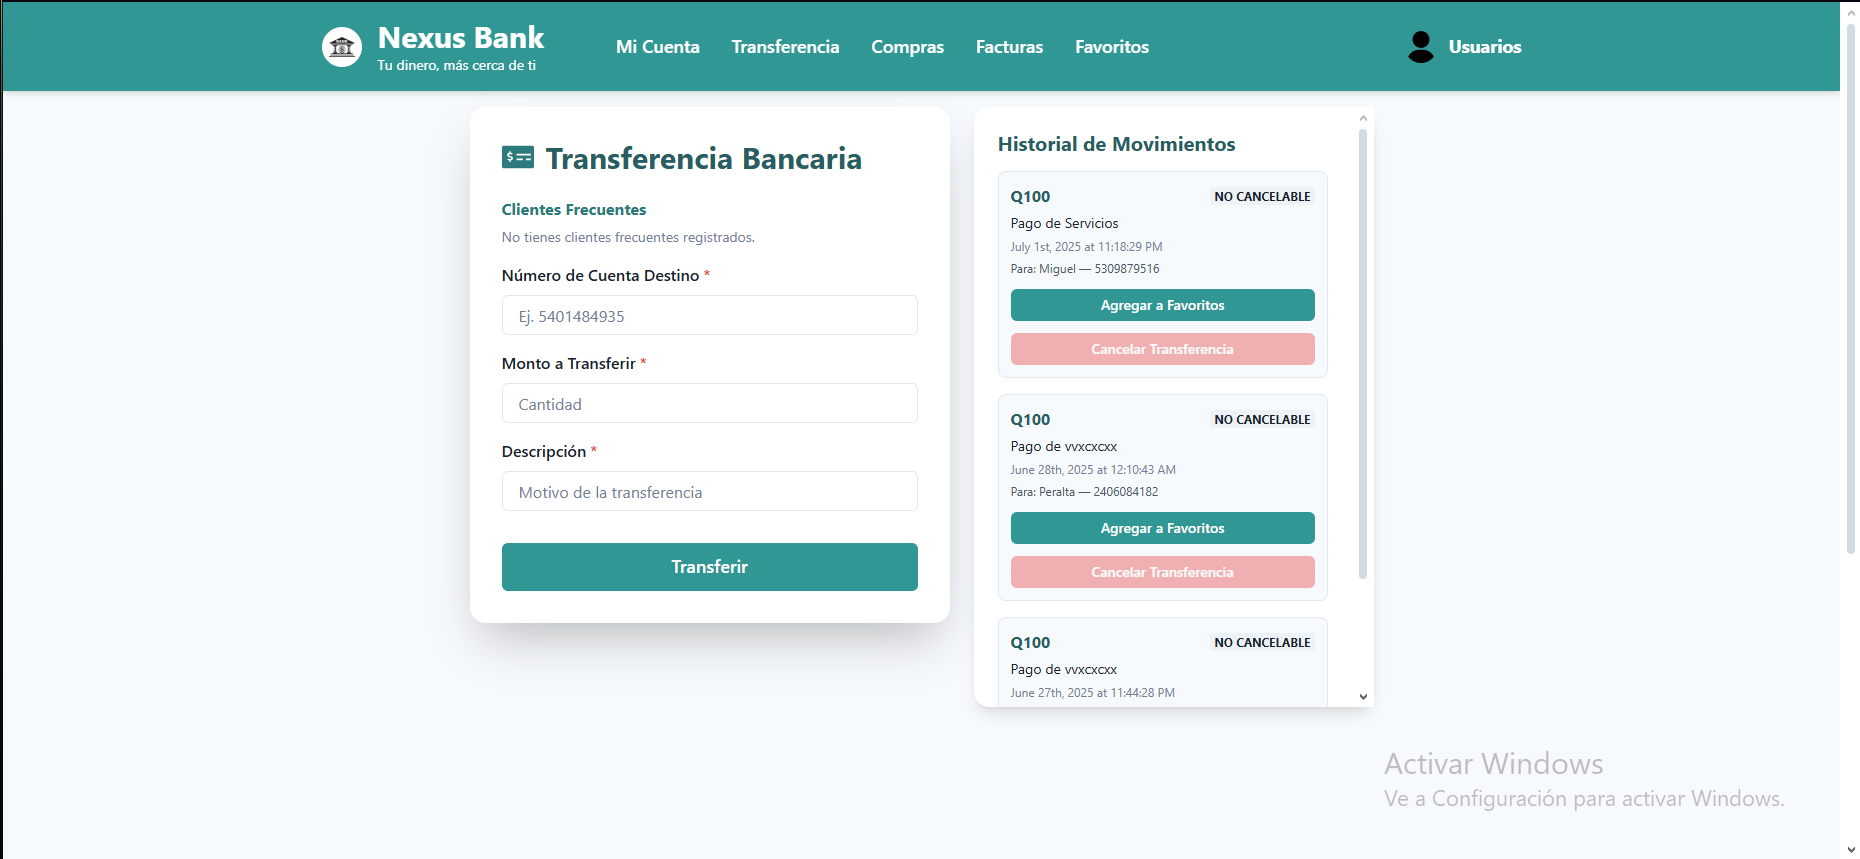 Nexus Bank
Tu dinero, más cerca de ti
Mi Cuenta
Transferencia
Compras
Facturas
Favoritos
Usuarios
Transferencia Bancaria
Clientes Frecuentes
No tienes clientes frecuentes registrados.
Número de Cuenta Destino *
Ej. 5401484935
Monto a Transferir *
Cantidad
Descripción *
Motivo de la transferencia
Transferir
Historial de Movimientos
Q100
NO CANCELABLE
Pago de Servicios
July 1st, 2025 at 11:18:29 PM
Para: Miguel — 5309879516
Agregar a Favoritos
Cancelar Transferencia
Q100
NO CANCELABLE
Pago de vvxcxcxx
June 28th, 2025 at 12:10:43 AM
Para: Peralta — 2406084182
Agregar a Favoritos
Cancelar Transferencia
Q100
NO CANCELABLE
Pago de vvxcxcxx
June 27th, 2025 at 11:44:28 PM
Activar Windows
Ve a Configuración para activar Windows.